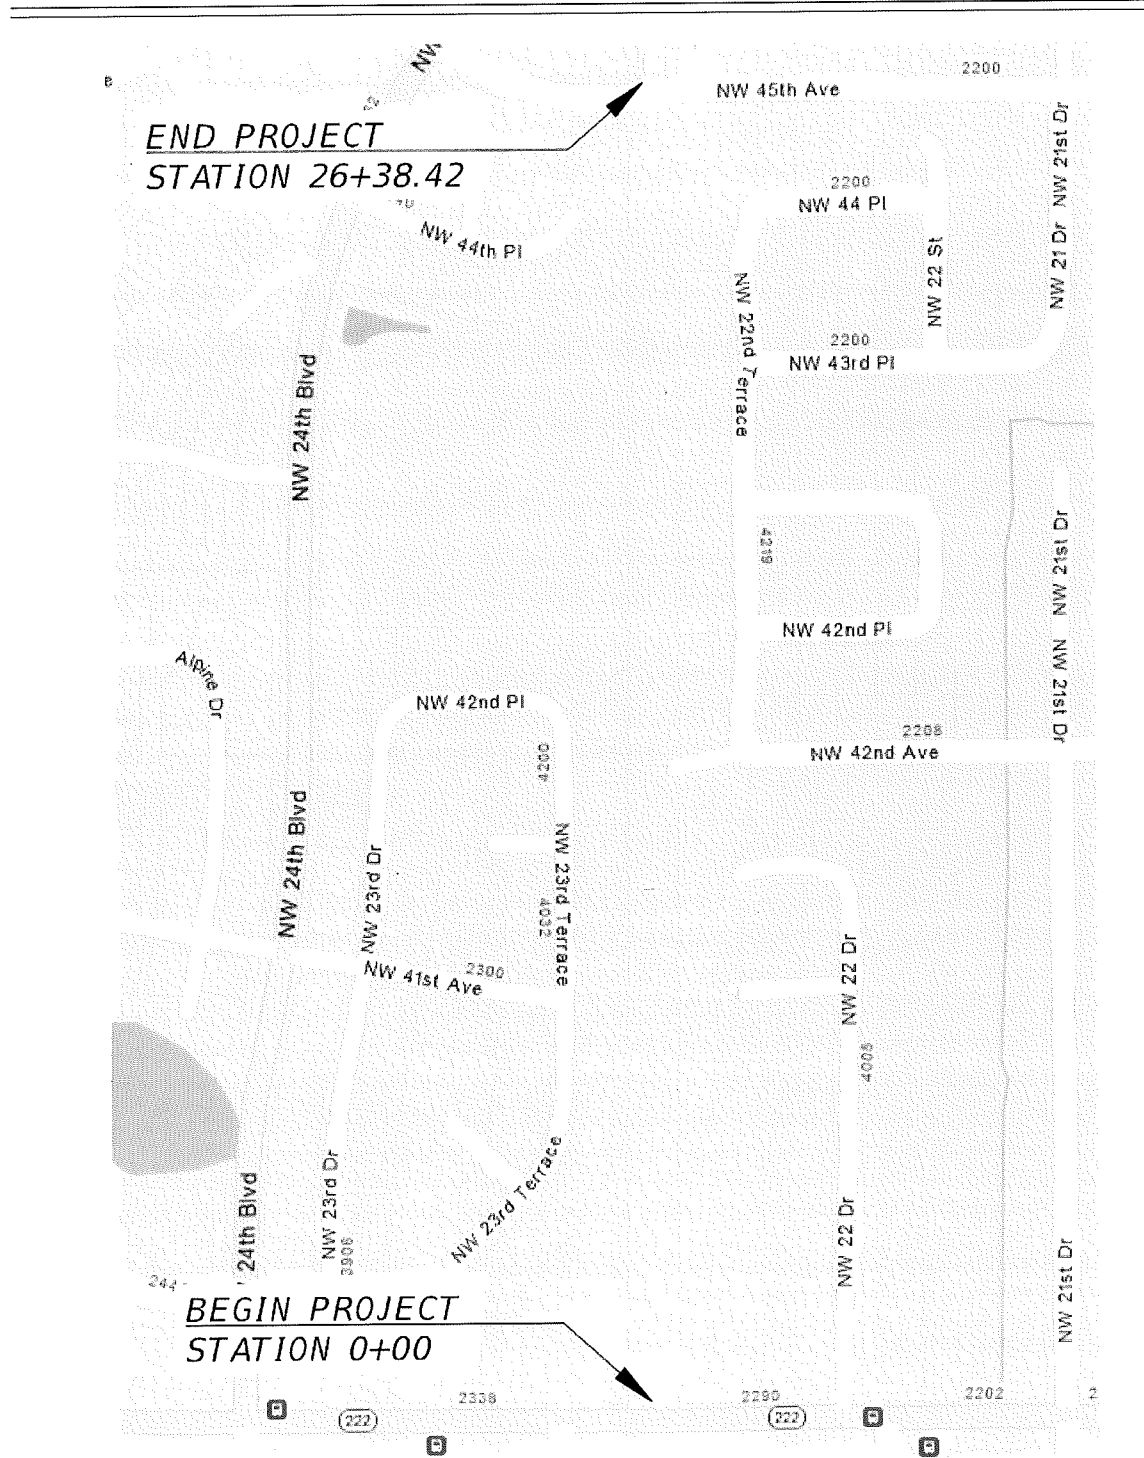 NW
2200
NW 45th Ave
END PROJECT
STATION 26+38.42
NW 21st Dr
2200
NW 44 Pl
NW 44th Pl
NW 22 St
NW 21 Dr
NW 22nd Terrace
2200
NW 43rd Pl
NW 24th Blvd
4219
NW 21st Dr
NW 42nd Pl
NW 21st Dr
Alpine Dr
NW 42nd Pl
4200
2208
NW 42nd Ave
NW 24th Blvd
NW 23rd Dr
NW 23rd Terrace
4032
NW 22 Dr
2300
NW 41st Ave
4005
NW 23rd Terrace
NW 23rd Dr
24th Blvd
3906
NW 22 Dr
NW 21st Dr
244
BEGIN PROJECT
STATION 0+00
2338
2290
2202
2
222
222